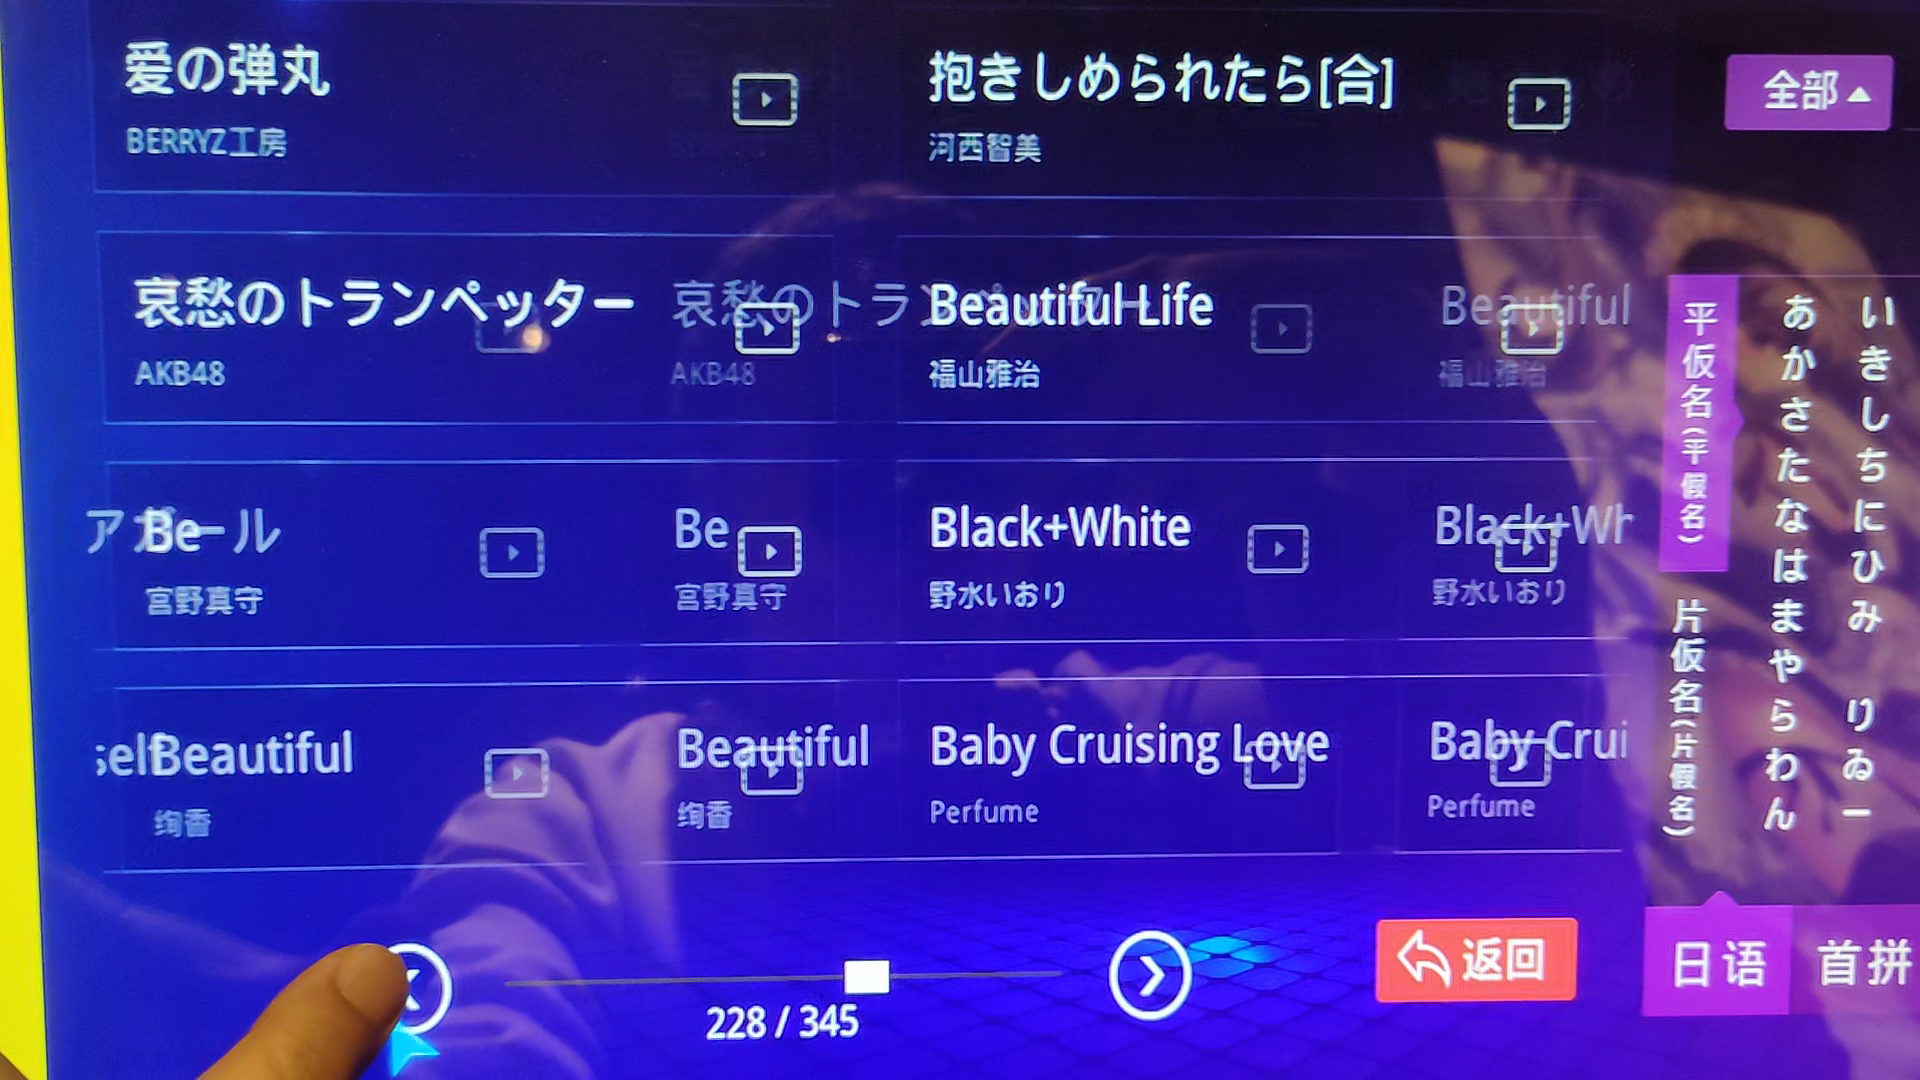 爱の弾丸
BERRYZ工房
抱きしめられたら[合]
河西智美
全部
哀愁のトランペッター
AKB48
哀愁のトラン
AKB48
Beautiful Life
福山雅治
Beautiful
福山雅治
Be
ール
宮野真守
Be
宮野真守
Black+White
野水いおり
Black+Wh
野水いおり
self
Beautiful
绚香
Beautiful
绚香
Baby Cruising Love
Perfume
Baby Crui
Perfume
平仮名(平假名)
片仮名(片假名)
あかさたなはまやらわん
いきしちにひみ りゐー
228 / 345
返回
日语
首拼